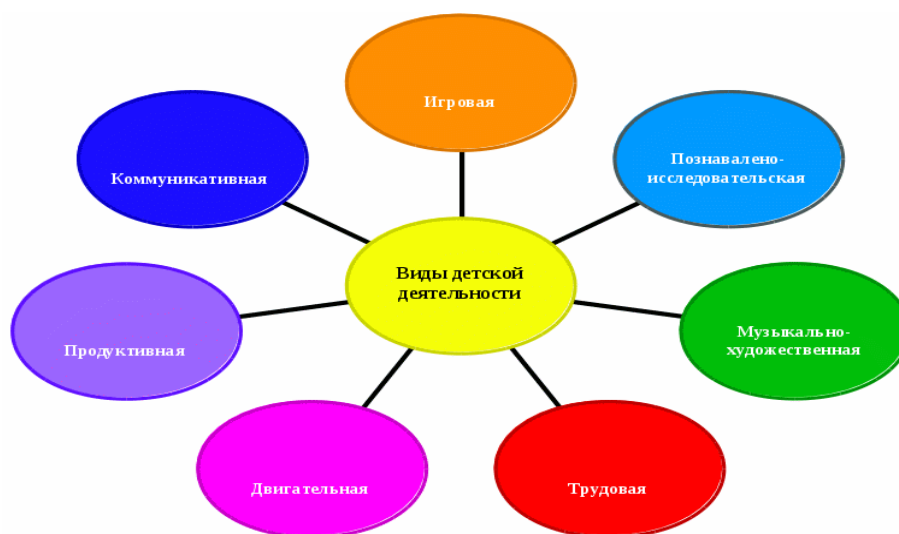 Игровая
Коммуникативная
Познавалено-
исследовательская
Виды детской
деятельности
Продуктивная
Музыкально-
художественная
Двигательная
Трудовая